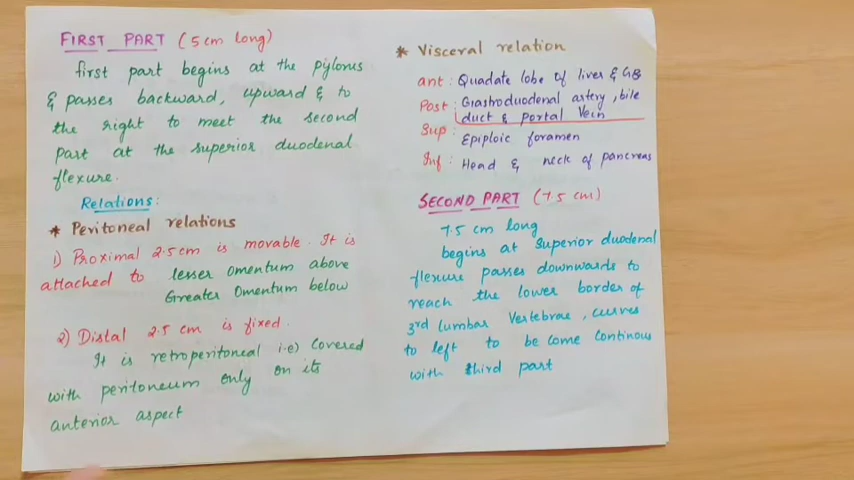 FIRST PART (5 cm long)
first part begins at the pylorus
& passes backward, upward & to
the right to meet the second
part at the superior duodenal
flexure.
Relations:
* Peritoneal relations
1) Proximal 2.5cm is movable. It is
attached to lesser omentum above
Greater Omentum below
2) Distal 2.5 cm is fixed.
It is retroperitoneal i.e) covered
with peritoneum only on its
anterior aspect
* Visceral relation
ant : Quadate lobe of liver & GB
Post : Gastroduodenal artery, bile
duct & portal vein
Sup : Epiploic foramen
Inf : Head & neck of pancreas
SECOND PART (7.5 cm)
7.5 cm long
begins at Superior duodenal
flexure passes downwards to
reach the lower border of
3rd lumbar Vertebrae, curves
to left to be come continous
with third part